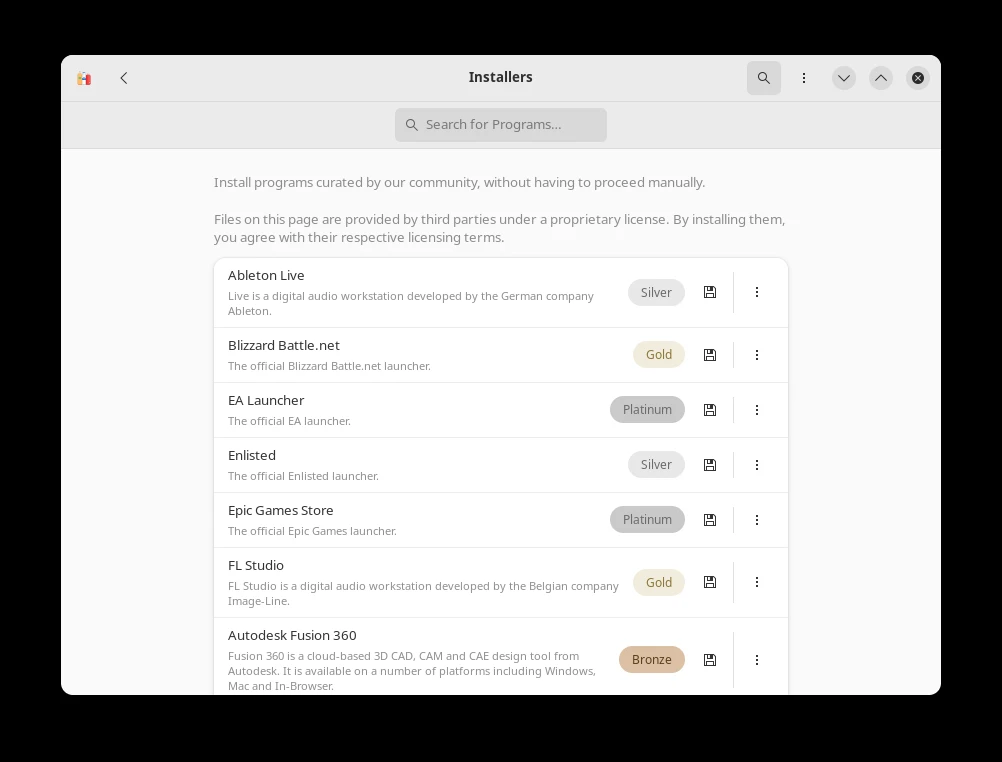 Installers
Search for Programs...
Install programs curated by our community, without having to proceed manually.
Files on this page are provided by third parties under a proprietary license. By installing them,
you agree with their respective licensing terms.
Ableton Live
Live is a digital audio workstation developed by the German company
Ableton.
Silver
Blizzard Battle.net
The official Blizzard Battle.net launcher.
Gold
EA Launcher
The official EA launcher.
Platinum
Enlisted
The official Enlisted launcher.
Silver
Epic Games Store
The official Epic Games launcher.
Platinum
FL Studio
FL Studio is a digital audio workstation developed by the Belgian company
Image-Line.
Gold
Autodesk Fusion 360
Fusion 360 is a cloud-based 3D CAD, CAM and CAE design tool from
Autodesk. It is available on a number of platforms including Windows,
Mac and In-Browser.
Bronze